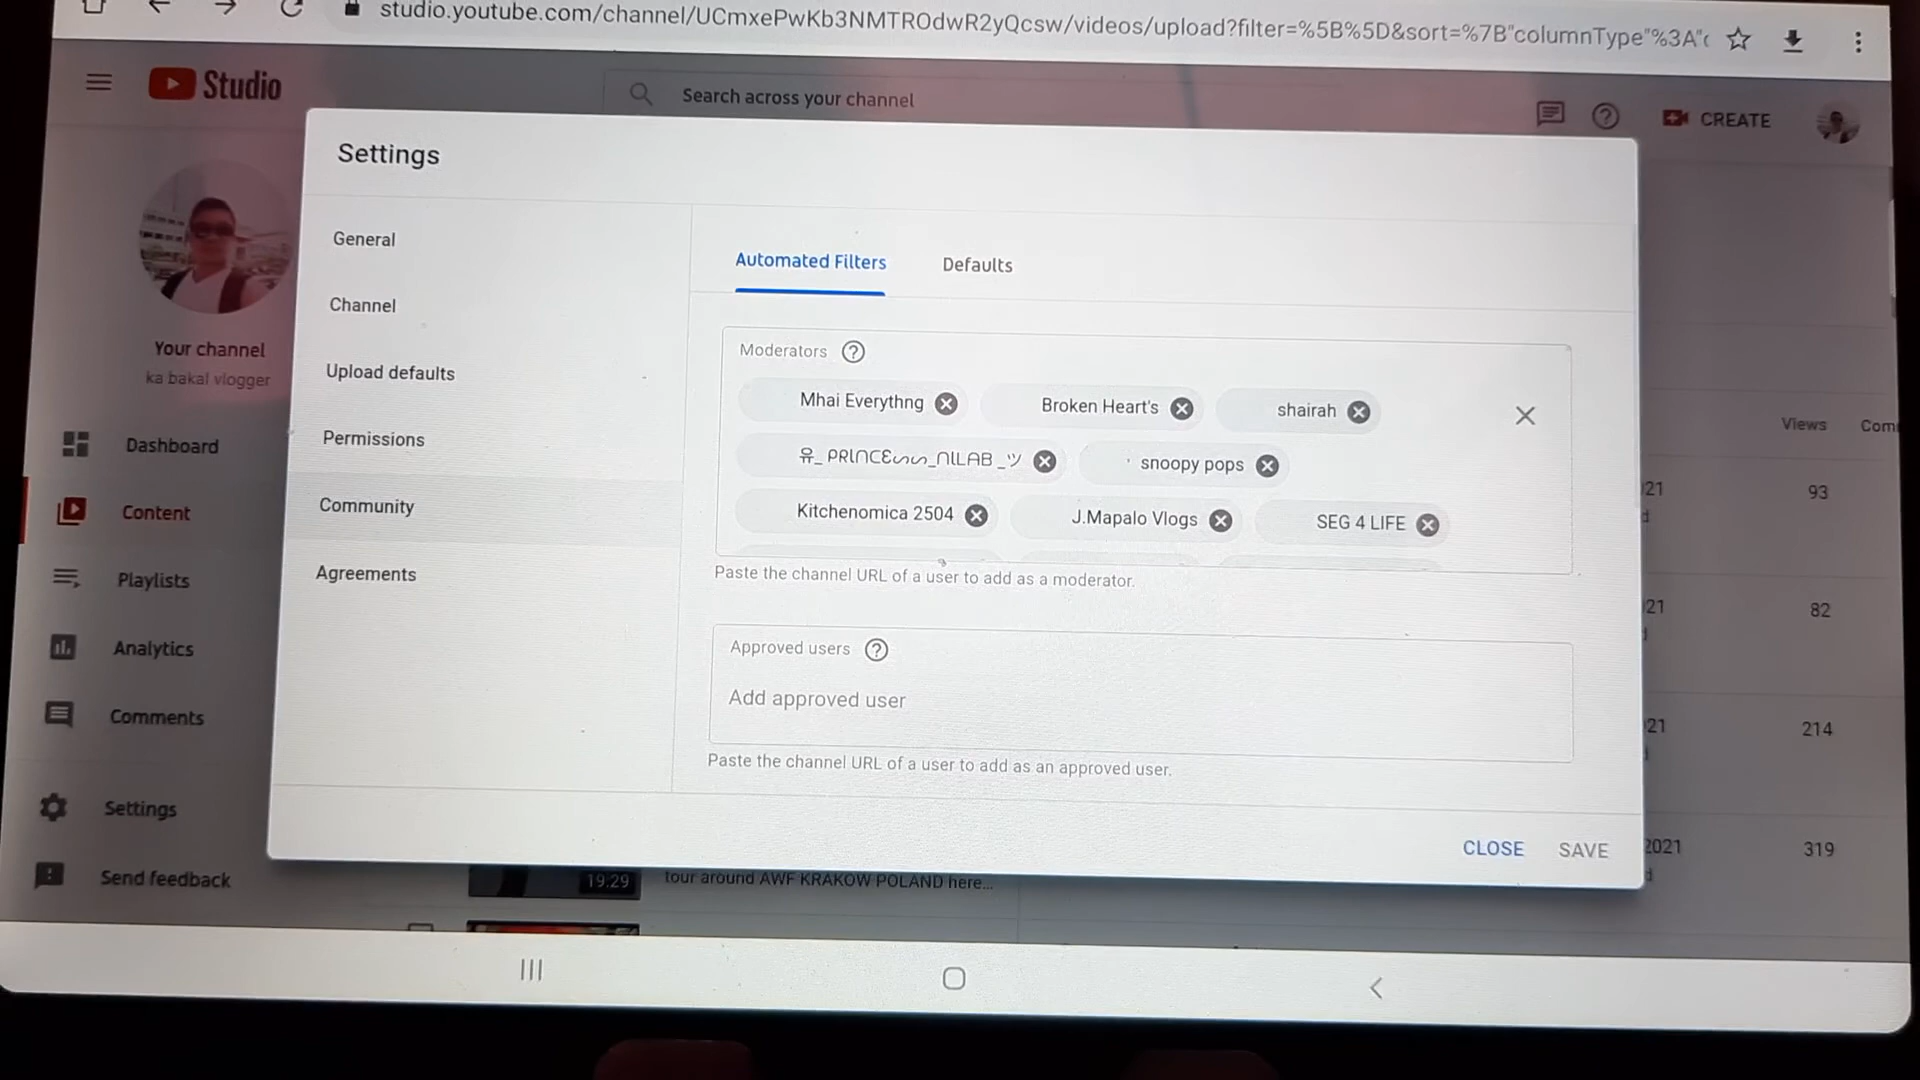 studio.youtube.com/channel/UCmxePwKb3NMTROdwR2yQcsw/videos/upload?filter=%5B%5D&sort=%7B"columnType"%3A"c
Studio
Search across your channel
CREATE
Settings
General
Channel
Upload defaults
Permissions
Community
Agreements
Automated Filters
Defaults
Moderators
Mhai Everythng
Broken Heart's
shairah
snoopy pops
Kitchenomica 2504
J.Mapalo Vlogs
SEG 4 LIFE
Paste the channel URL of a user to add as a moderator.
Approved users
Add approved user
Paste the channel URL of a user to add as an approved user.
CLOSE
SAVE
Your channel
ka bakal vlogger
Dashboard
Content
Playlists
Analytics
Comments
Settings
Send feedback
Views
Com
21
93
21
82
21
214
2021
319
19:29
tour around AWF KRAKOW POLAND here...